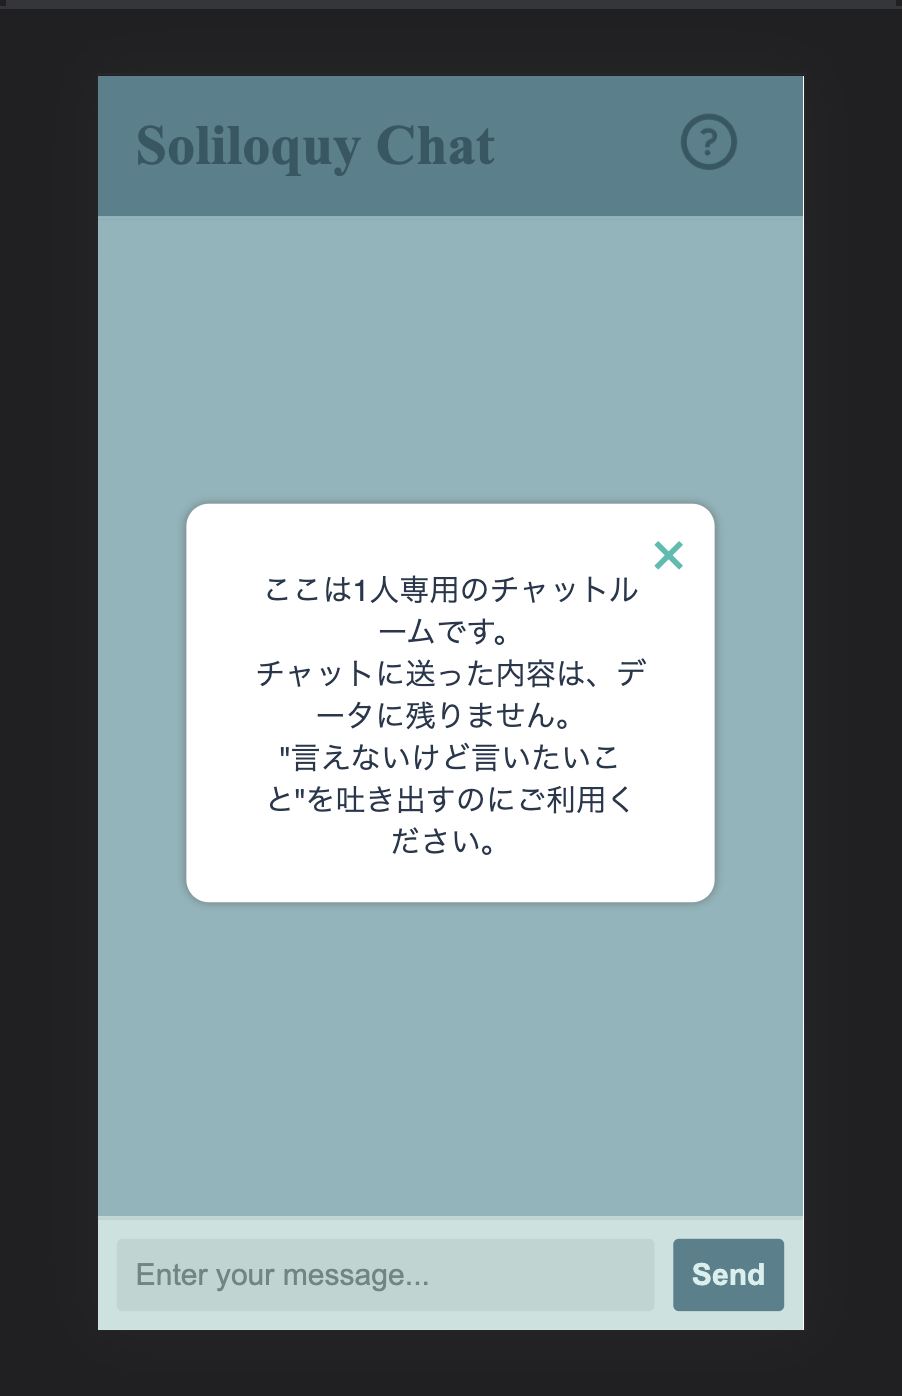 Soliloquy Chat
?
ここは1人専用のチャットル
ームです。
チャットに送った内容は、デ
ータに残りません。
"言えないけど言いたいこ
と"を吐き出すのにご利用く
ださい。
Enter your message...
Send